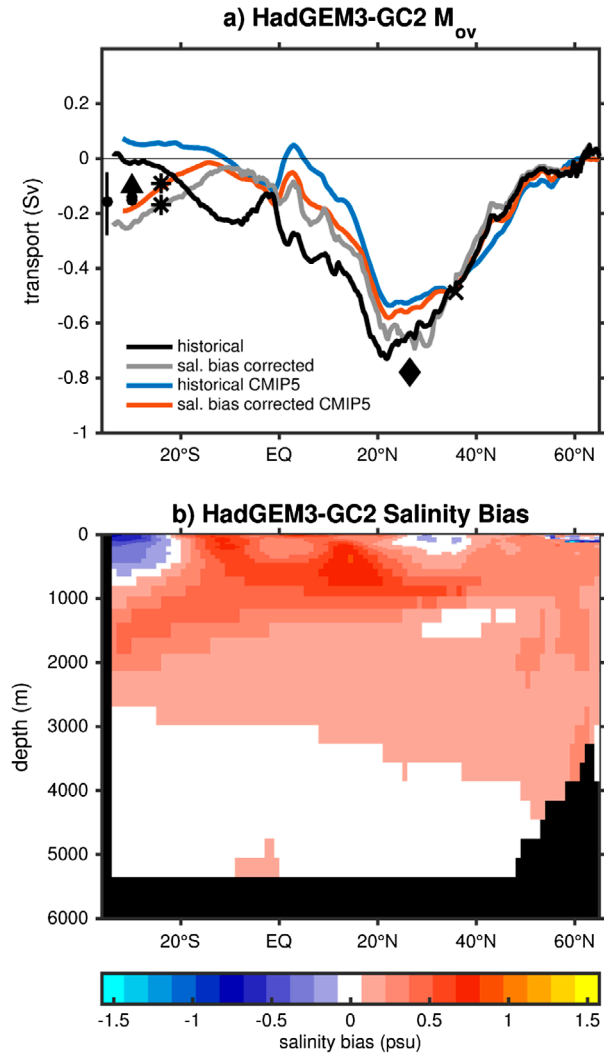 a) HadGEM3-GC2 M_ov
0.2
0
-0.2
-0.4
-0.6
-0.8
-1
transport (Sv)
historical
sal. bias corrected
historical CMIP5
sal. bias corrected CMIP5
20°S EQ 20°N 40°N 60°N
b) HadGEM3-GC2 Salinity Bias
0
1000
2000
3000
4000
5000
6000
depth (m)
20°S EQ 20°N 40°N 60°N
-1.5 -1 -0.5 0 0.5 1 1.5
salinity bias (psu)